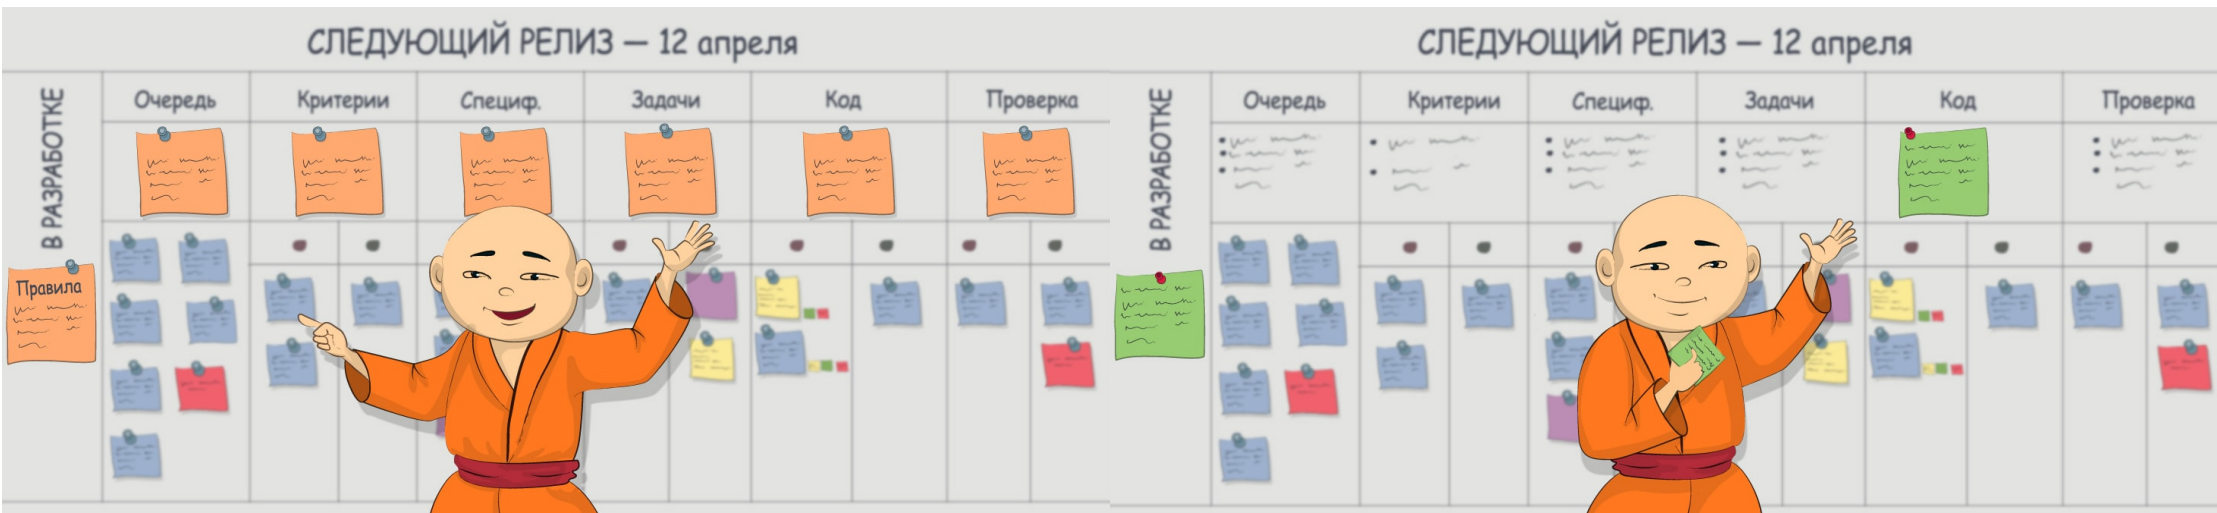 СЛЕДУЮЩИЙ РЕЛИЗ — 12 апреля
В РАЗРАБОТКЕ
Очередь
Критерии
Специф.
Задачи
Код
Проверка
Правила
СЛЕДУЮЩИЙ РЕЛИЗ — 12 апреля
В РАЗРАБОТКЕ
Очередь
Критерии
Специф.
Задачи
Код
Проверка